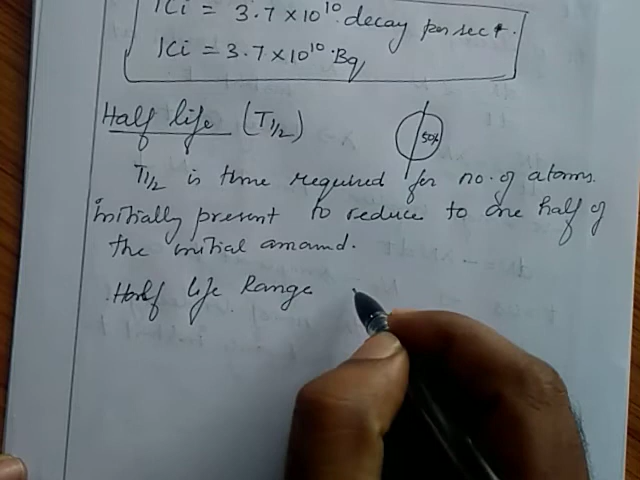 1Ci = 3.7 × 10¹⁰ decay per sec.
1Ci = 3.7 × 10¹⁰ Bq
Half life (T1/2)
50%
T1/2 is time required for no. of atoms
initially present to reduce to one half of
the initial amound.
Half life Range